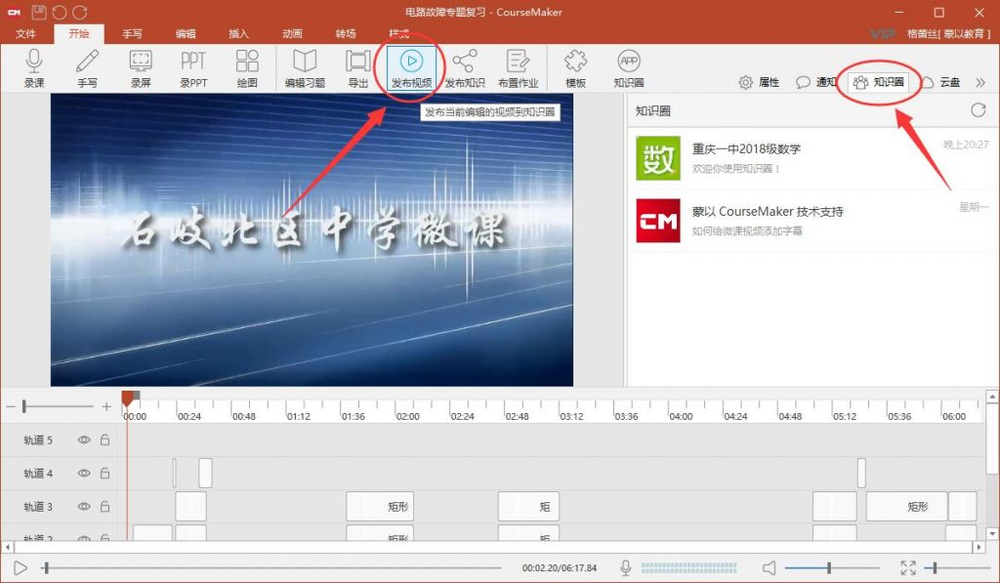 CM 电路故障专题复习 - CourseMaker
文件 开始 手写 编辑 插入 动画 转场 样式 VIP 格蕾丝[ 蒙以教育 ]
PPT APP
录课 手写 录屏 录PPT 绘图 编辑习题 导出 发布视频 发布知识 布置作业 模板 知识圈 属性 通知 知识圈 云盘
发布当前编辑的视频到知识圈
知识圈
数 重庆一中2018级数学 晚上20:27
欢迎你使用知识圈！
CM 蒙以 CourseMaker 技术支持 星期一
如何给微课视频添加字幕
石岐北区中学微课
00:00 00:24 00:48 01:12 01:36 02:00 02:24 02:48 03:12 03:36 04:00 04:24 04:48 05:12 05:36 06:00
轨道 5
轨道 4
轨道 3 矩形 矩 矩形
轨道 2 矩形 矩
00:02.20/06:17.84